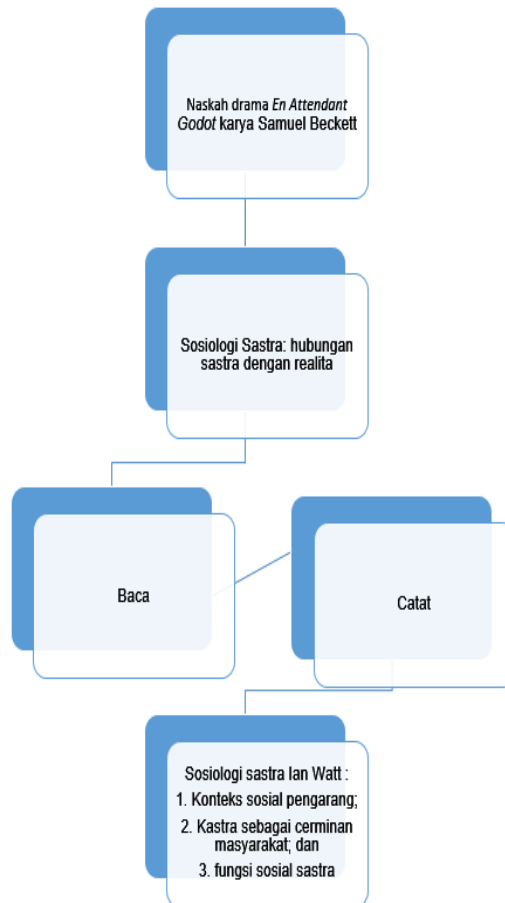 Naskah drama En Attendant
Godot karya Samuel Beckett
Sosiologi Sastra: hubungan
sastra dengan realita
Baca
Catat
Sosiologi sastra Ian Watt :
1. Konteks sosial pengarang;
2. Kastra sebagai cerminan
masyarakat; dan
3. fungsi sosial sastra